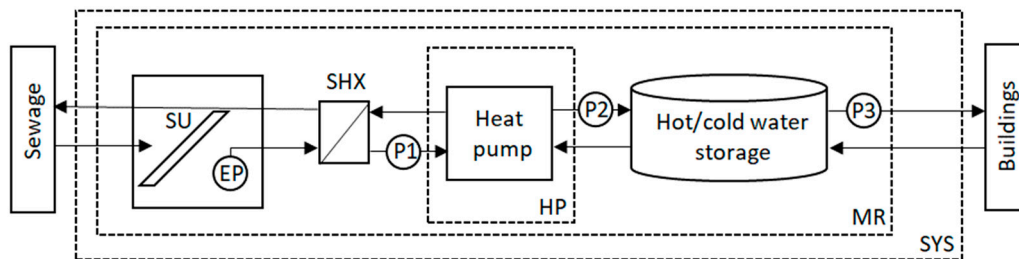 Sewage
SU
EP
SHX
P1
Heat
pump
HP
P2
Hot/cold water
storage
P3
MR
SYS
Buildings